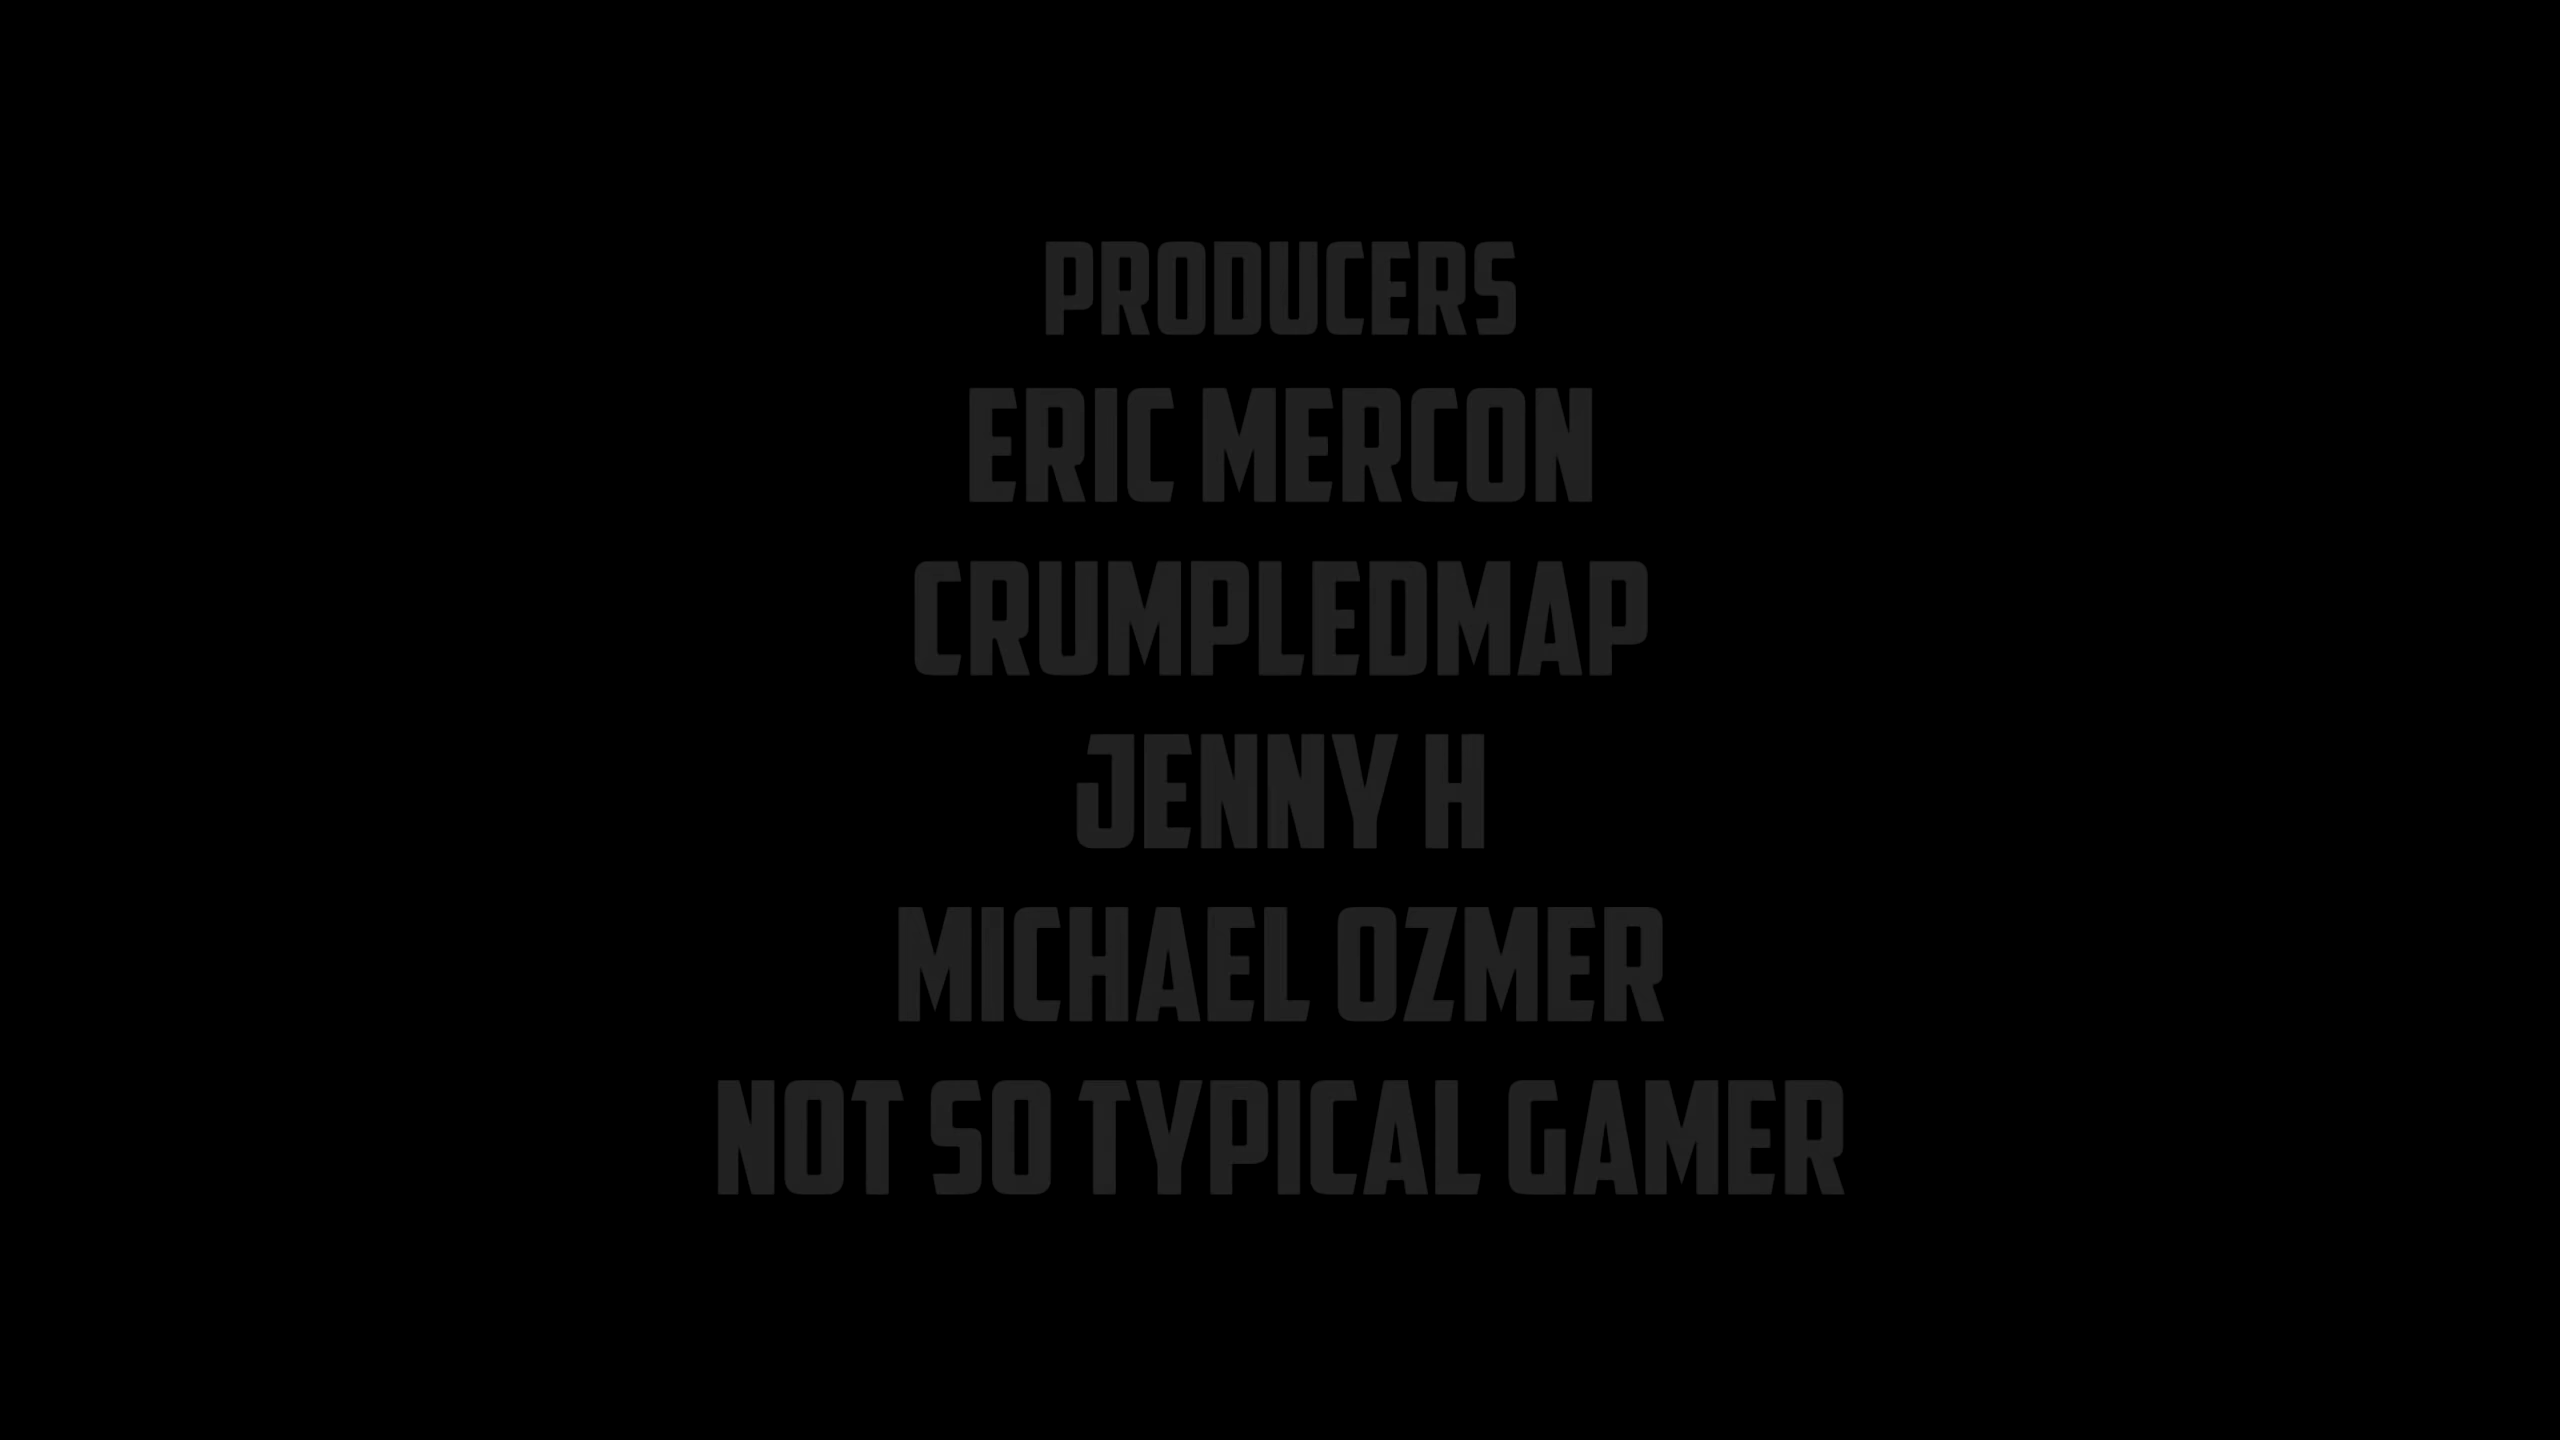 PRODUCERS
ERIC MERCON
CRUMPLEDMAP
JENNY H
MICHAEL OZMER
NOT SO TYPICAL GAMER